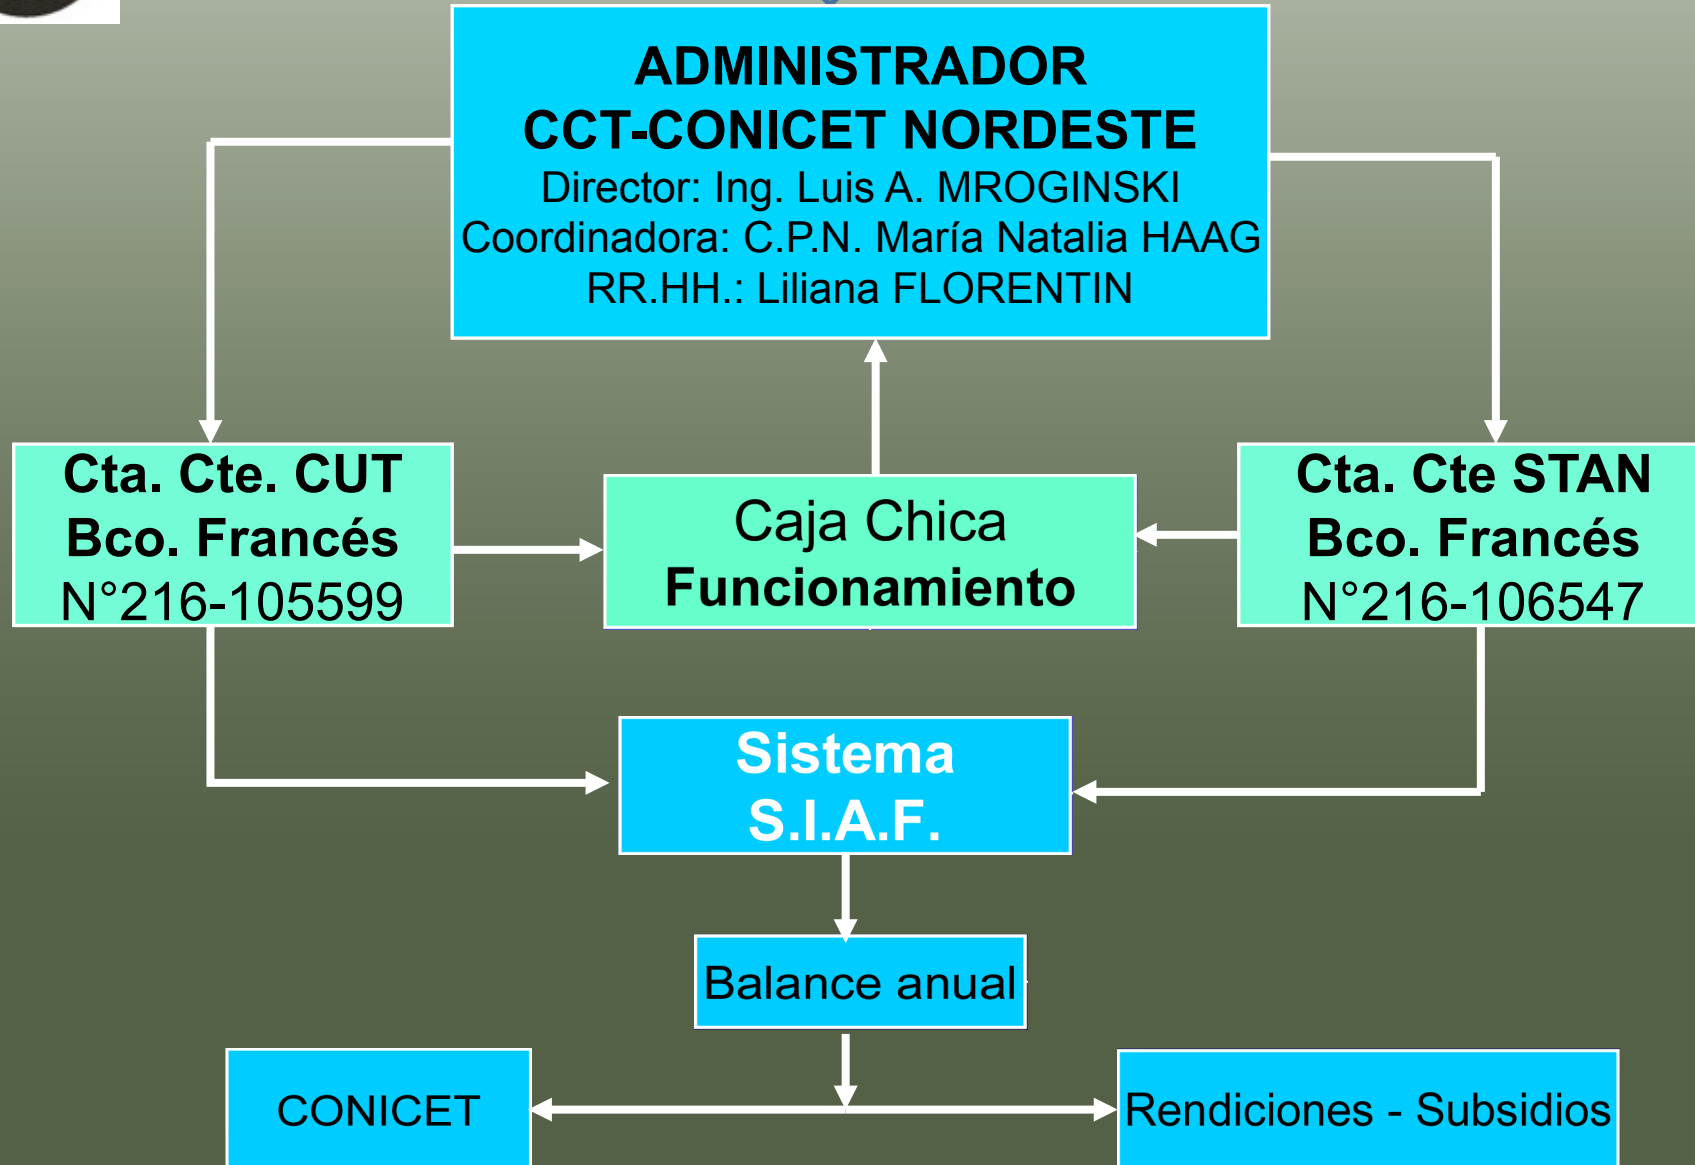 ADMINISTRADOR
CCT-CONICET NORDESTE
Director: Ing. Luis A. MROGINSKI
Coordinadora: C.P.N. María Natalia HAAG
RR.HH.: Liliana FLORENTIN
Cta. Cte. CUT
Bco. Francés
N°216-105599
Caja Chica
Funcionamiento
Cta. Cte STAN
Bco. Francés
N°216-106547
Sistema
S.I.A.F.
Balance anual
CONICET
Rendiciones - Subsidios